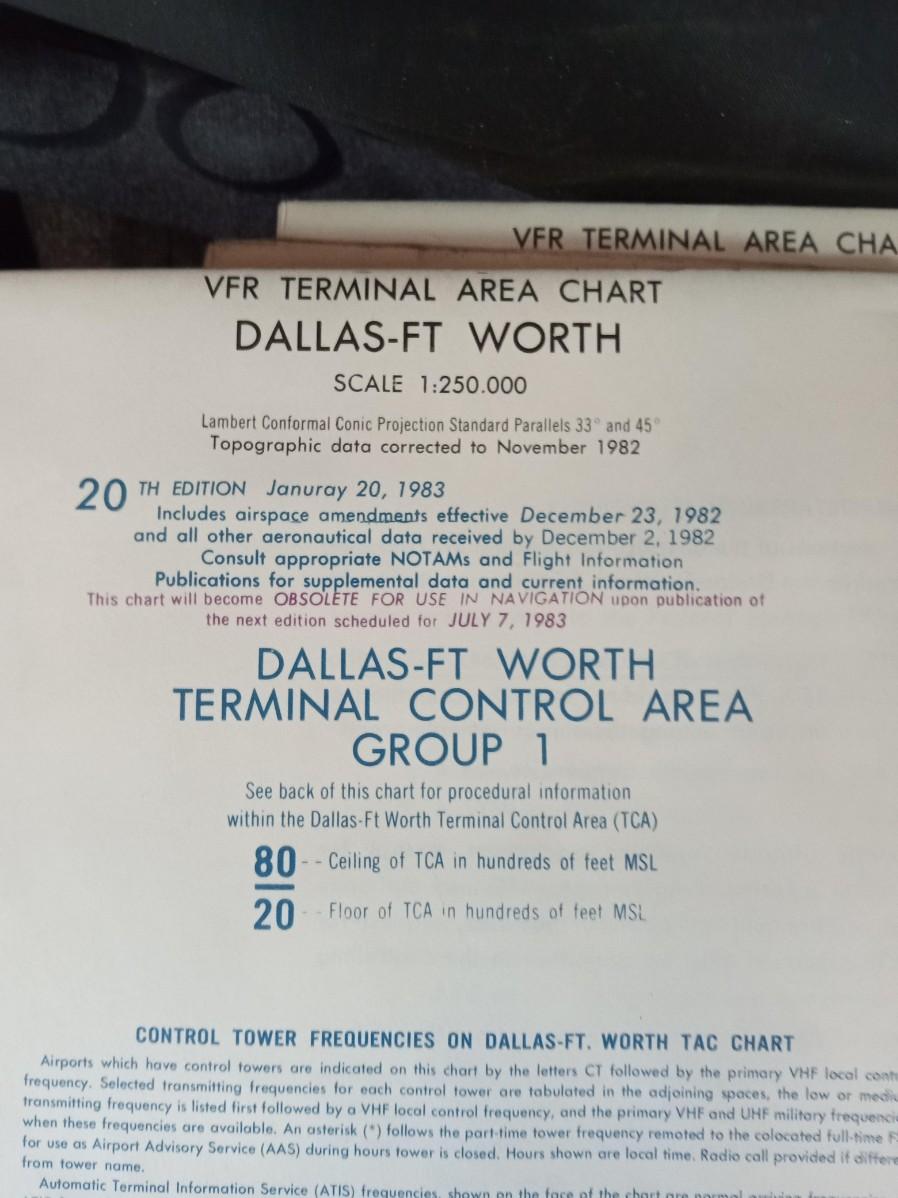 VFR TERMINAL AREA CHA
VFR TERMINAL AREA CHART
DALLAS-FT WORTH
SCALE 1:250.000
Lambert Conformal Conic Projection Standard Parallels 33° and 45°
Topographic data corrected to November 1982
20 TH EDITION Januray 20, 1983
Includes airspace amendments effective December 23, 1982
and all other aeronautical data received by December 2, 1982
Consult appropriate NOTAMs and Flight Information
Publications for supplemental data and current information.
This chart will become OBSOLETE FOR USE IN NAVIGATION upon publication of
the next edition scheduled for JULY 7, 1983
DALLAS-FT WORTH
TERMINAL CONTROL AREA
GROUP 1
See back of this chart for procedural information
within the Dallas-Ft Worth Terminal Control Area (TCA)
80 -- Ceiling of TCA in hundreds of feet MSL
20 -- Floor of TCA in hundreds of feet MSL
CONTROL TOWER FREQUENCIES ON DALLAS-FT. WORTH TAC CHART
Airports which have control towers are indicated on this chart by the letters CT followed by the primary VHF local cont
frequency. Selected transmitting frequencies for each control tower are tabulated in the adjoining spaces, the low or medi
transmitting frequency is listed first followed by a VHF local control frequency, and the primary VHF and UHF military frequenci
when these frequencies are available. An asterisk (*) follows the part-time tower frequency remoted to the colocated full-time F
for use as Airport Advisory Service (AAS) during hours tower is closed. Hours shown are local time. Radio call provided if differe
from tower name.
Automatic Terminal Information Service (ATIS) frequencies, shown on the face of the chart are normal arriving